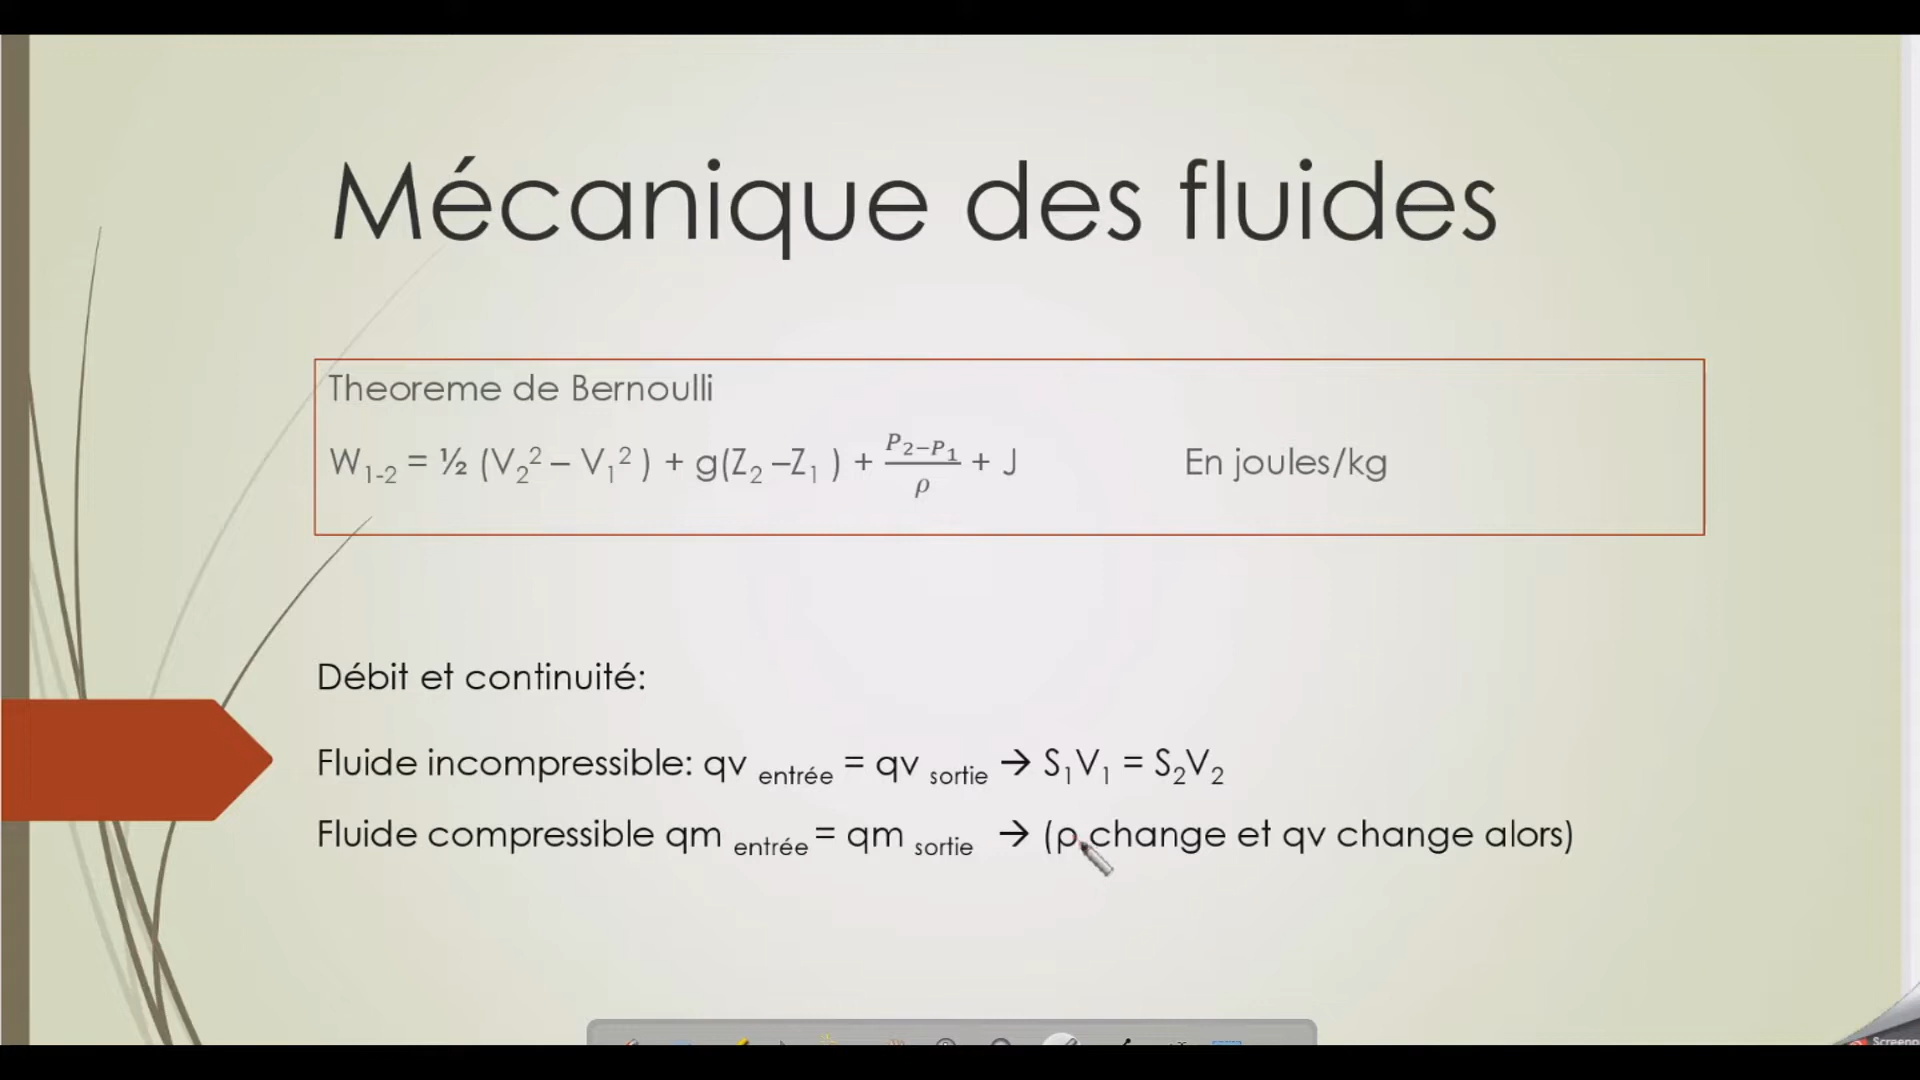 Mécanique des fluides
Theoreme de Bernoulli
W₁₋₂ = ½ (V₂² – V₁² ) + g(Z₂ –Z₁ ) + \frac{P₂₋P₁}{ρ} + J En joules/kg
Débit et continuité:
Fluide incompressible: qv entrée = qv sortie → S₁V₁ = S₂V₂
Fluide compressible qm entrée = qm sortie → (ρ change et qv change alors)